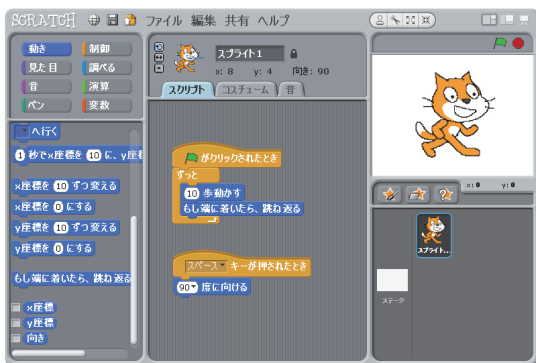 SCRATCH ファイル 編集 共有 ヘルプ
動き 制御
見た目 調べる
音 演算
ペン 変数
へ行く
1 秒でx座標を 10 に、y座標
x座標を 10 ずつ変える
x座標を 0 にする
y座標を 10 ずつ変える
y座標を 0 にする
もし端に着いたら、跳ね返る
x座標
y座標
向き
スプライト1
x: 8 y: 4 向き: 90
スクリプト コスチューム 音
がクリックされたとき
ずっと
10 歩動かす
もし端に着いたら、跳ね返る
スペース キーが押されたとき
90 度に向ける
スプライト...
ステージ